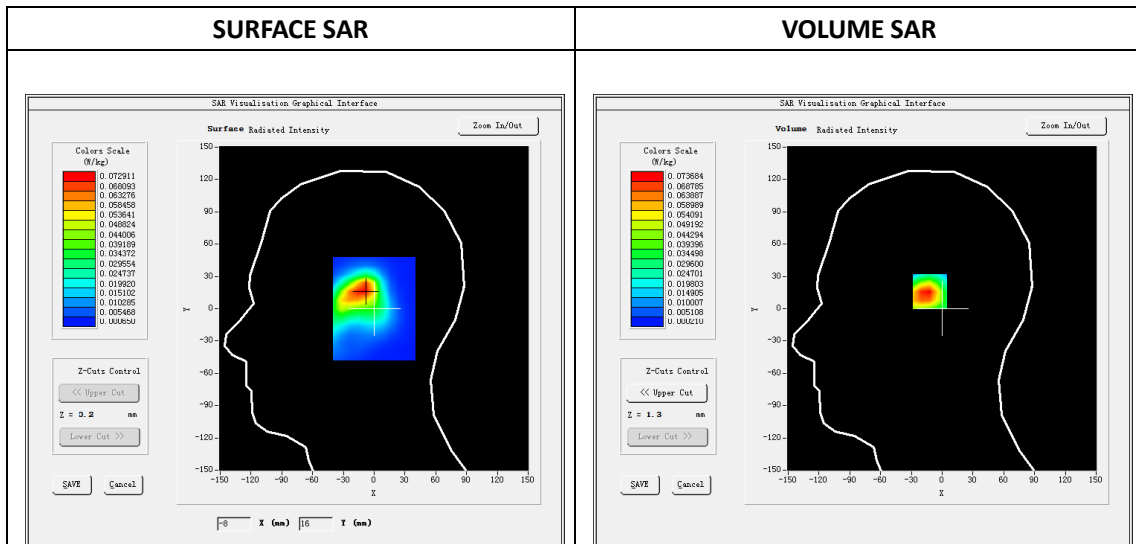 SURFACE SAR
VOLUME SAR
SAR Visualisation Graphical Interface
Surface Radiated Intensity
Zoom In/Out
Colors Scale
(W/kg)
0.072911
0.068093
0.063276
0.058458
0.053641
0.048824
0.044006
0.039189
0.034372
0.029554
0.024737
0.019920
0.015102
0.010285
0.005468
0.000650
150
120
90
60
30
0
-30
-60
-90
-120
-150
Y
-150 -120 -90 -60 -30 0 30 60 90 120 150
X
Z-Cuts Control
<< Upper Cut
Z = 0.2 mm
Lower Cut >>
SAVE
Cancel
-8 X (mm) 16 Y (mm)
SAR Visualisation Graphical Interface
Volume Radiated Intensity
Zoom In/Out
Colors Scale
(W/kg)
0.073684
0.068785
0.063887
0.058989
0.054091
0.049192
0.044294
0.039396
0.034498
0.029600
0.024701
0.019803
0.014905
0.010007
0.005108
0.000210
150
120
90
60
30
0
-30
-60
-90
-120
-150
Y
-150 -120 -90 -60 -30 0 30 60 90 120 150
X
Z-Cuts Control
<< Upper Cut
Z = 1.3 mm
Lower Cut >>
SAVE
Cancel